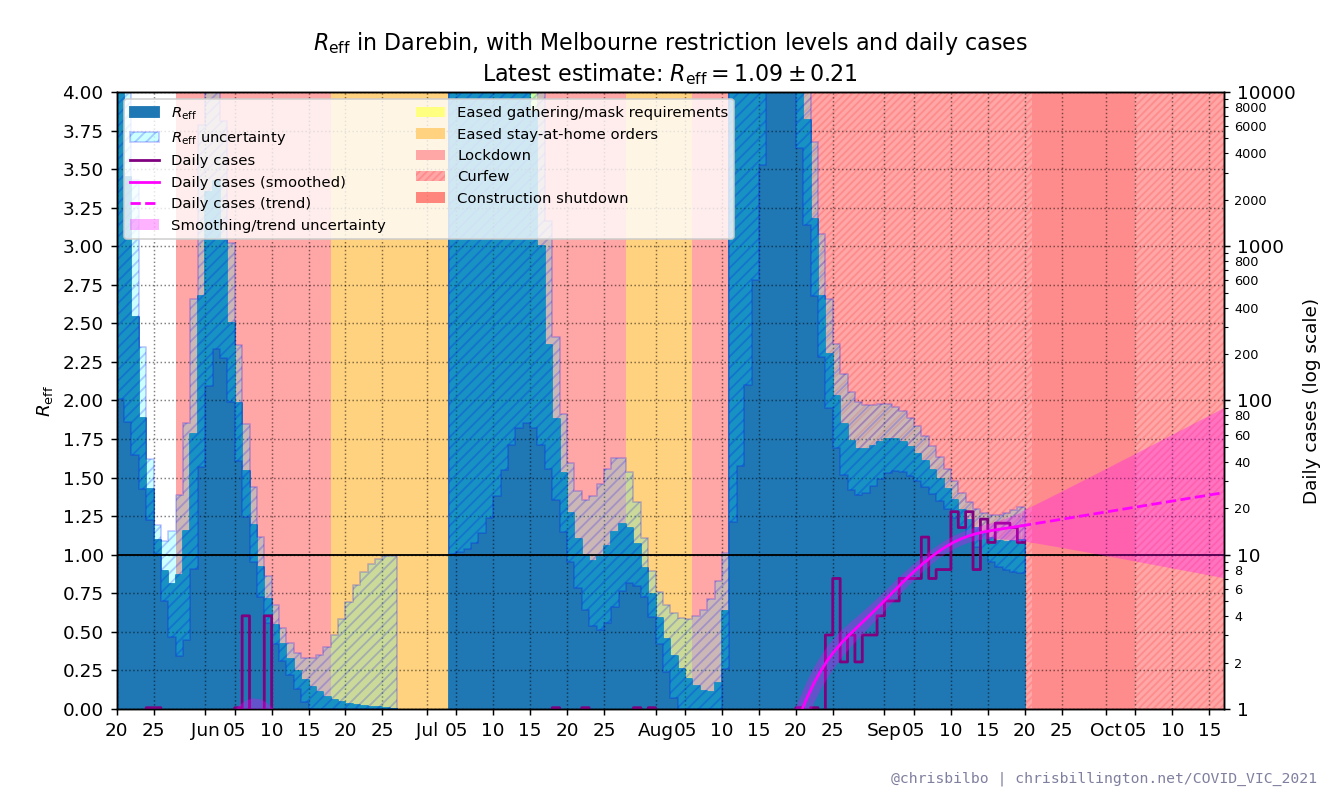 Reff in Darebin, with Melbourne restriction levels and daily cases
Latest estimate: Reff = 1.09 ± 0.21
Reff
Reff uncertainty
Daily cases
Daily cases (smoothed)
Daily cases (trend)
Smoothing/trend uncertainty
Eased gathering/mask requirements
Eased stay-at-home orders
Lockdown
Curfew
Construction shutdown
Reff
4.00
3.75
3.50
3.25
3.00
2.75
2.50
2.25
2.00
1.75
1.50
1.25
1.00
0.75
0.50
0.25
0.00
10000
8000
6000
4000
2000
1000
800
600
400
200
100
80
60
40
20
10
8
6
4
2
1
Daily cases (log scale)
20 25 Jun 05 10 15 20 25 Jul 05 10 15 20 25 Aug 05 10 15 20 25 Sep 05 10 15 20 25 Oct 05 10 15
@chrisbilbo | chrisbillington.net/COVID_VIC_2021